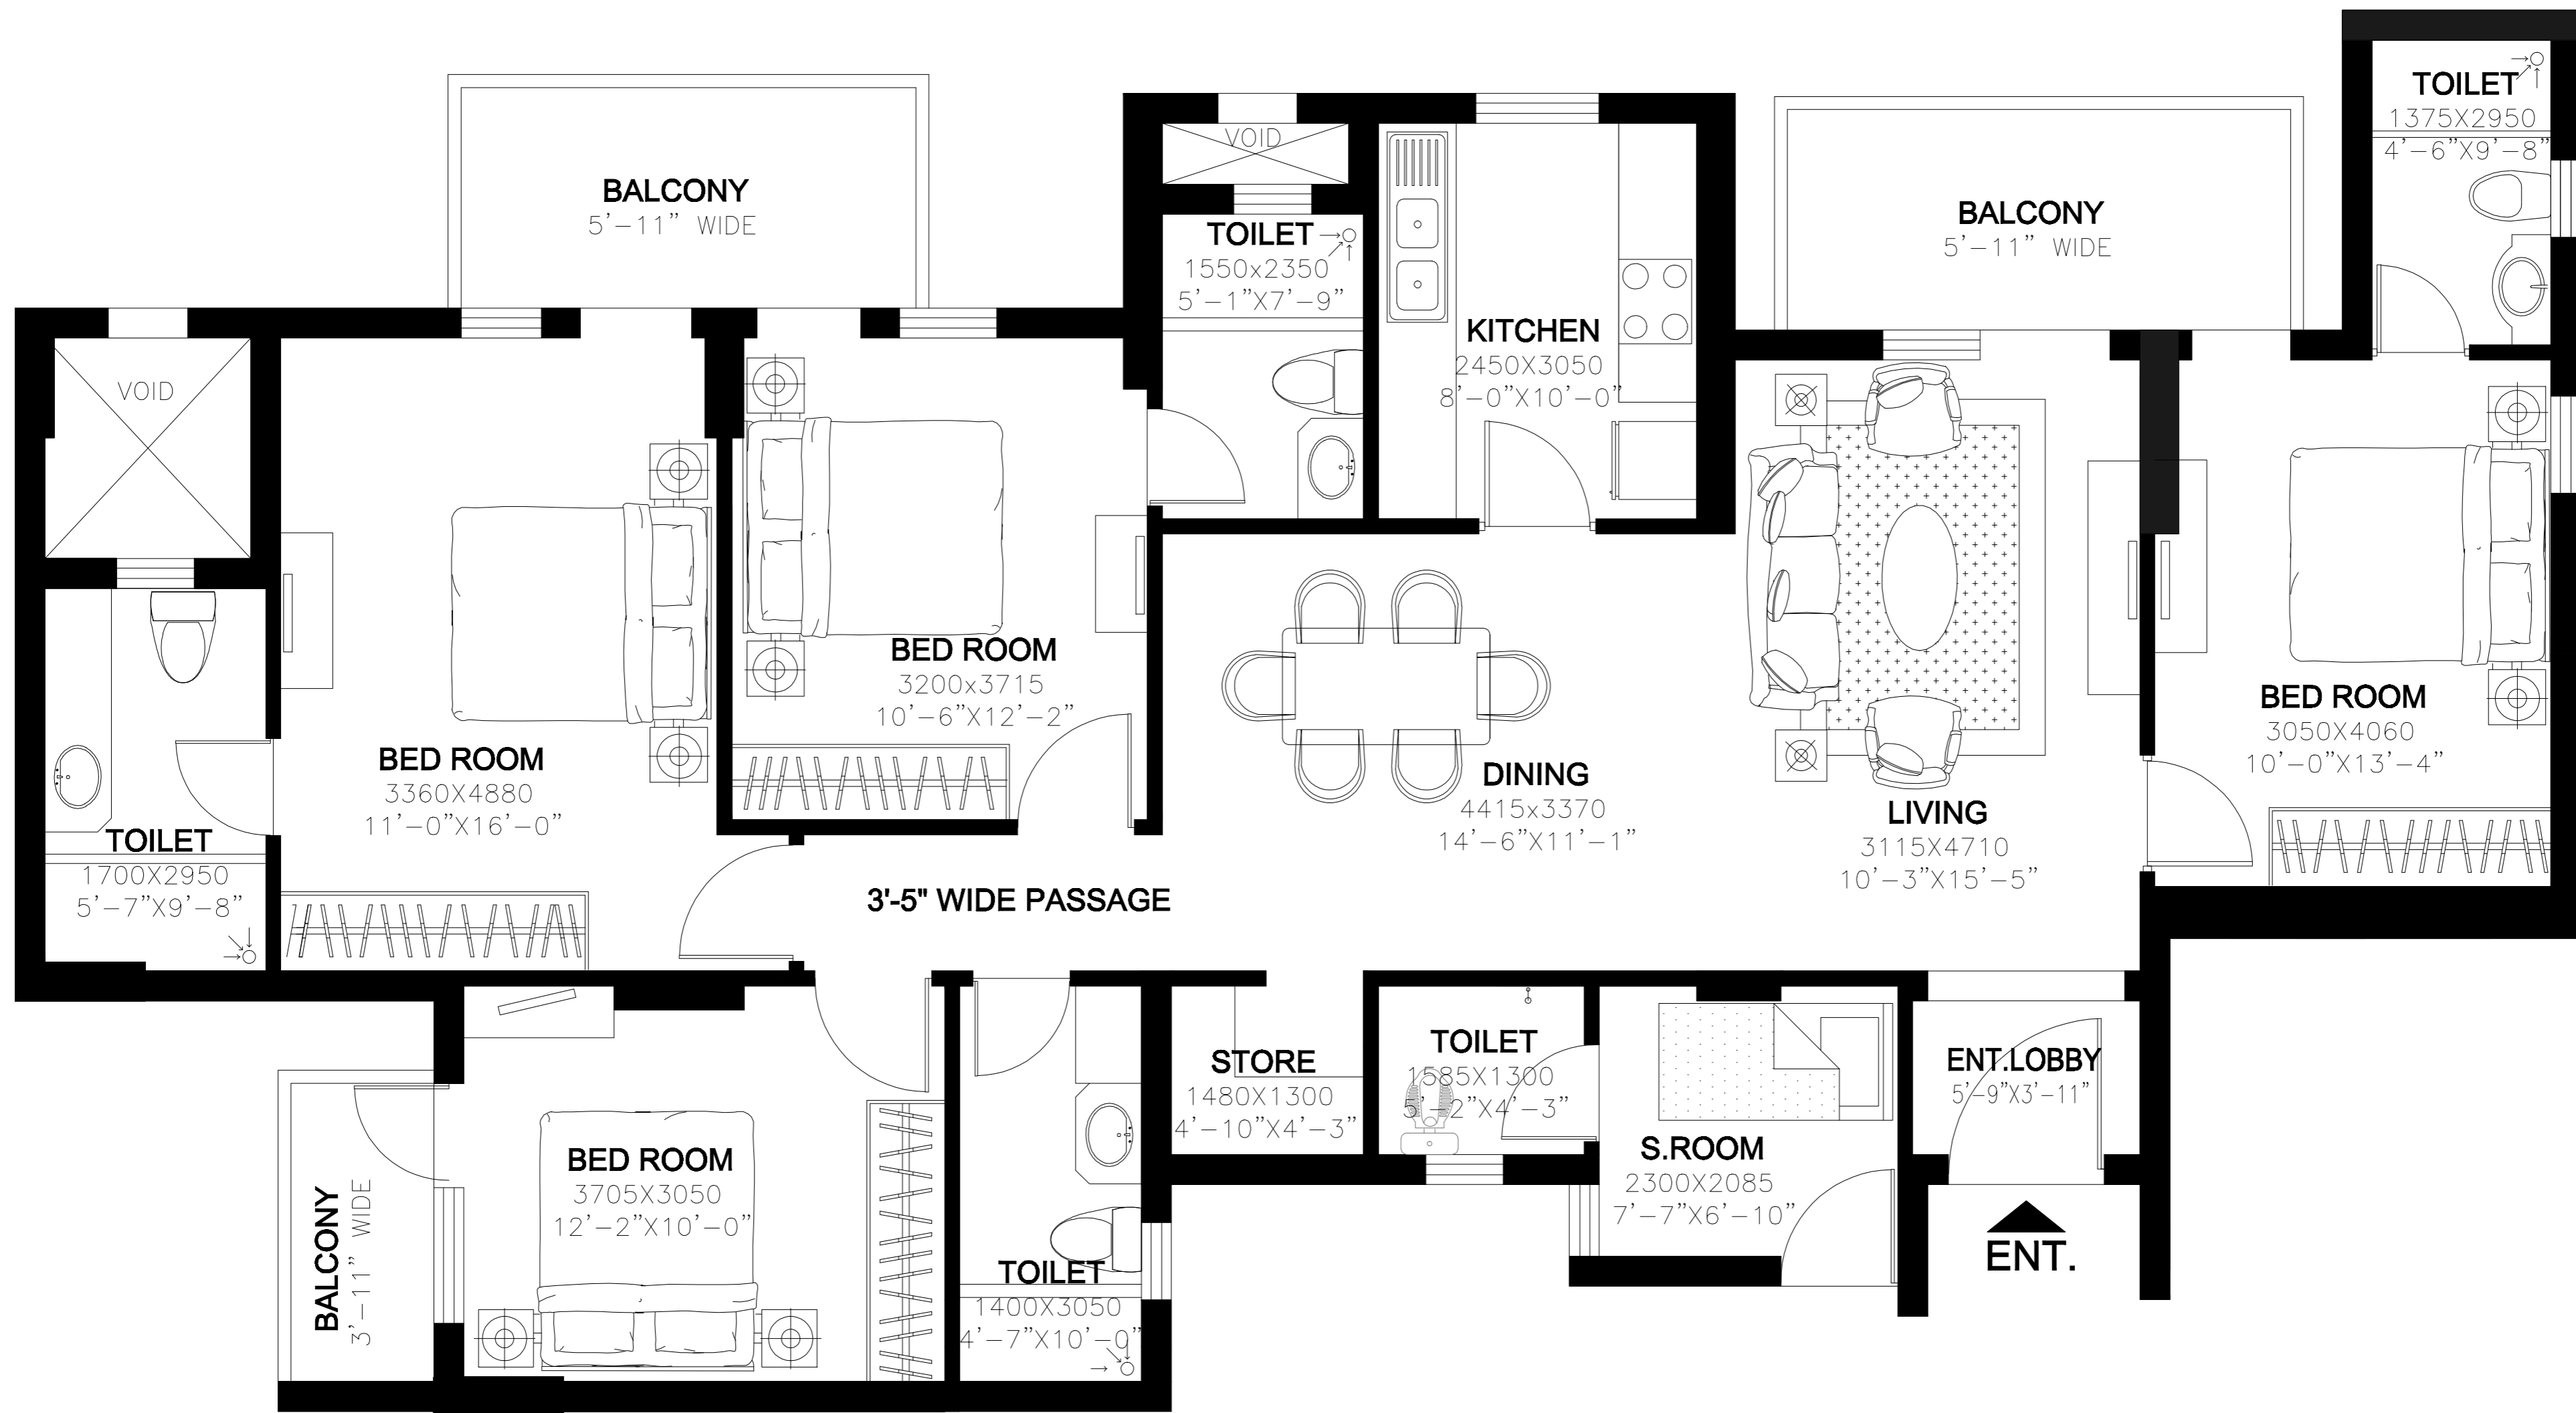 TOILET
1375X2950
4'-6"X9'-8"
BALCONY
5'-11" WIDE
VOID
BALCONY
5'-11" WIDE
TOILET
1550x2350
5'-1"X7'-9"
KITCHEN
2450X3050
8'-0"X10'-0"
VOID
BED ROOM
3200x3715
10'-6"X12'-2"
BED ROOM
3050X4060
10'-0"X13'-4"
BED ROOM
3360X4880
11'-0"X16'-0"
DINING
4415x3370
14'-6"X11'-1"
LIVING
3115X4710
10'-3"X15'-5"
TOILET
1700X2950
5'-7"X9'-8"
3'-5" WIDE PASSAGE
STORE
1480X1300
4'-10"X4'-3"
TOILET
1585X1300
5'-2"X4'-3"
ENT.LOBBY
5'-9"X3'-11"
S.ROOM
2300X2085
7'-7"X6'-10"
BED ROOM
3705X3050
12'-2"X10'-0"
BALCONY
3'-11" WIDE
TOILET
1400X3050
4'-7"X10'-0"
ENT.